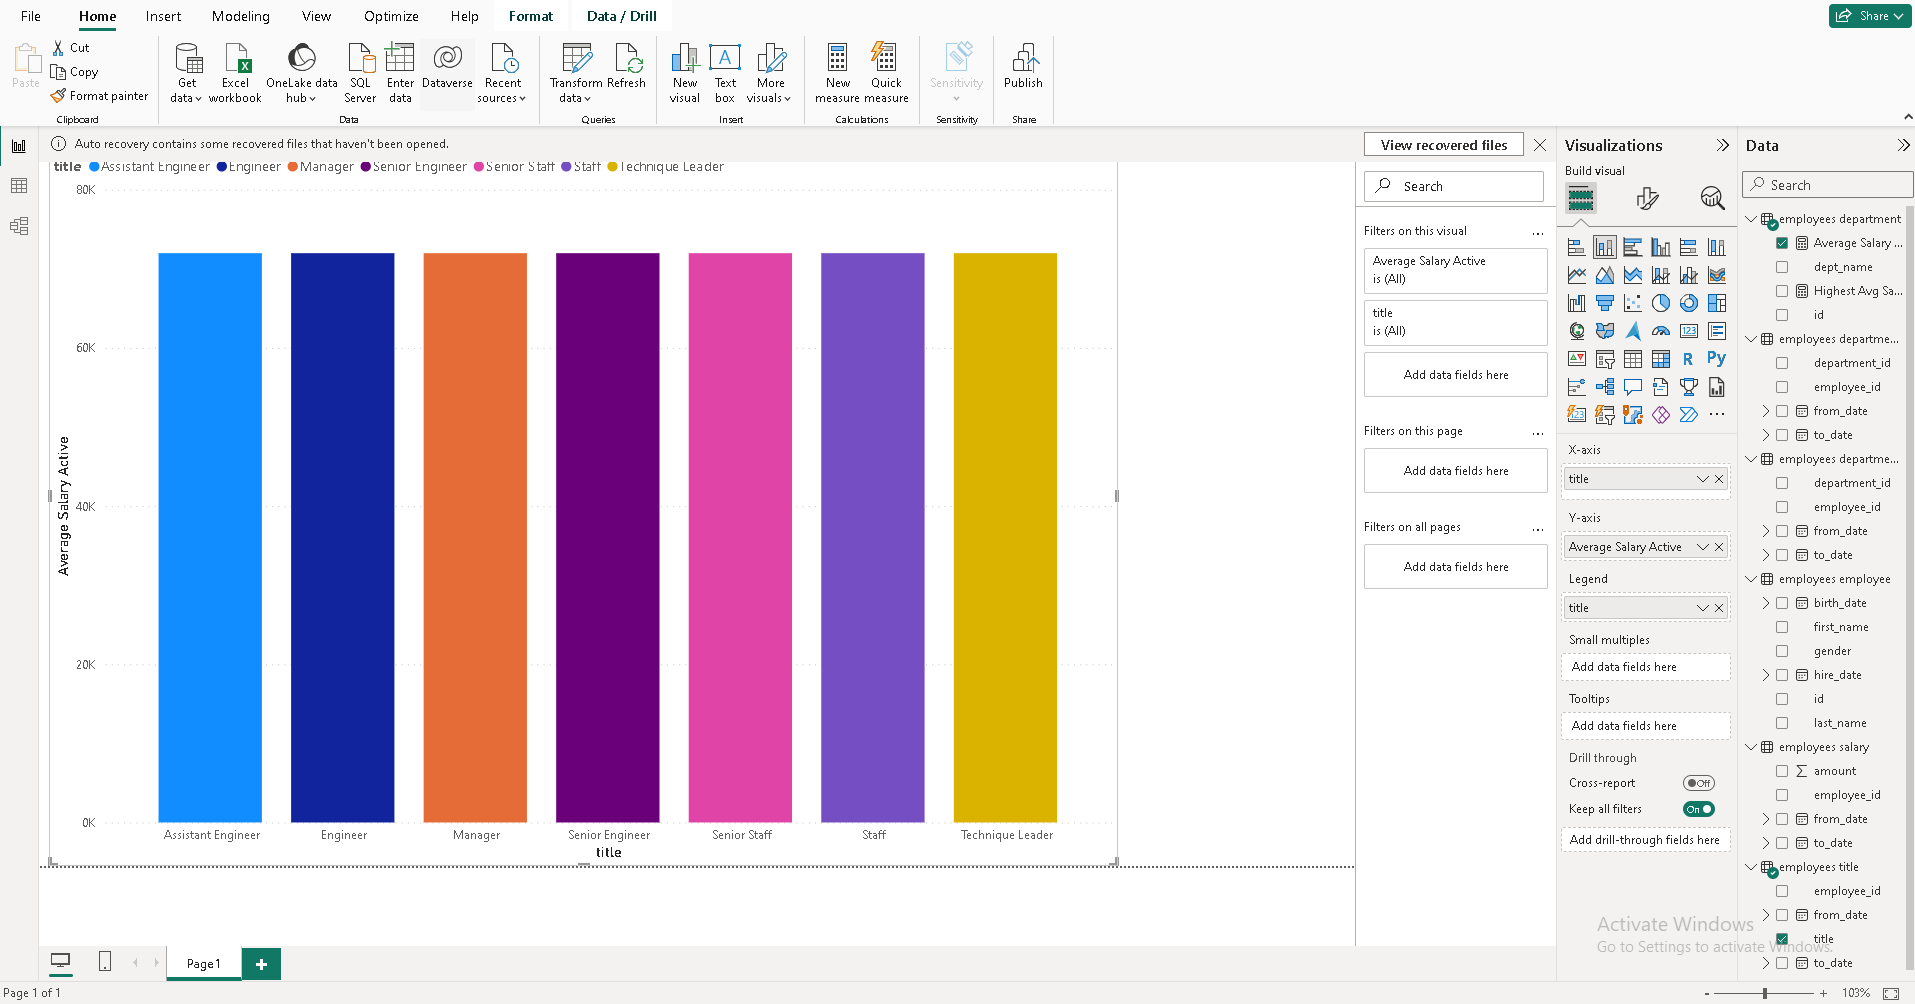 File Home Insert Modeling View Optimize Help Format Data / Drill Share
Paste
Cut
Copy
Format painter
Clipboard
Get data
Excel workbook
OneLake data hub
SQL Server
Enter data
Dataverse
Recent sources
Data
Transform data
Refresh
Queries
New visual
Text box
More visuals
Insert
New measure
Quick measure
Calculations
Sensitivity
Sensitivity
Publish
Share
Auto recovery contains some recovered files that haven't been opened.
View recovered files
title Assistant Engineer Engineer Manager Senior Engineer Senior Staff Staff Technique Leader
80K
60K
40K
20K
0K
Average Salary Active
Assistant Engineer Engineer Manager Senior Engineer Senior Staff Staff Technique Leader
title
Search
Filters on this visual ...
Average Salary Active
is (All)
title
is (All)
Add data fields here
Filters on this page ...
Add data fields here
Filters on all pages ...
Add data fields here
Visualizations
Build visual
123
R Py
123
X-axis
title
Y-axis
Average Salary Active
Legend
title
Small multiples
Add data fields here
Tooltips
Add data fields here
Drill through
Cross-report Off
Keep all filters On
Add drill-through fields here
Data
Search
employees department
Average Salary ...
dept_name
Highest Avg Sa...
id
employees departme...
department_id
employee_id
from_date
to_date
employees departme...
department_id
employee_id
from_date
to_date
employees employee
birth_date
first_name
gender
hire_date
id
last_name
employees salary
amount
employee_id
from_date
to_date
employees title
employee_id
from_date
title
to_date
Activate Windows
Go to Settings to activate Windows.
Page 1
Page 1 of 1
- + 103%